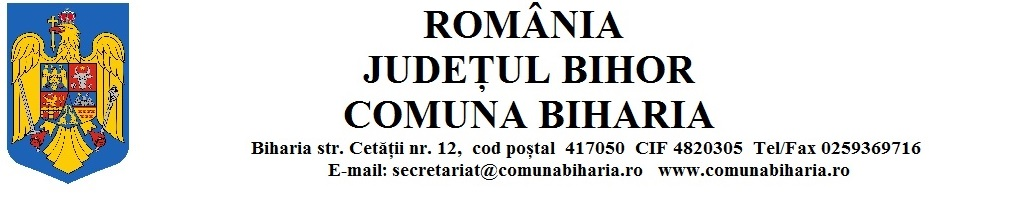 ROMÂNIA
JUDEȚUL BIHOR
COMUNA BIHARIA
Biharia str. Cetății nr. 12, cod poștal 417050 CIF 4820305 Tel/Fax 0259369716
E-mail: secretariat@comunabiharia.ro www.comunabiharia.ro